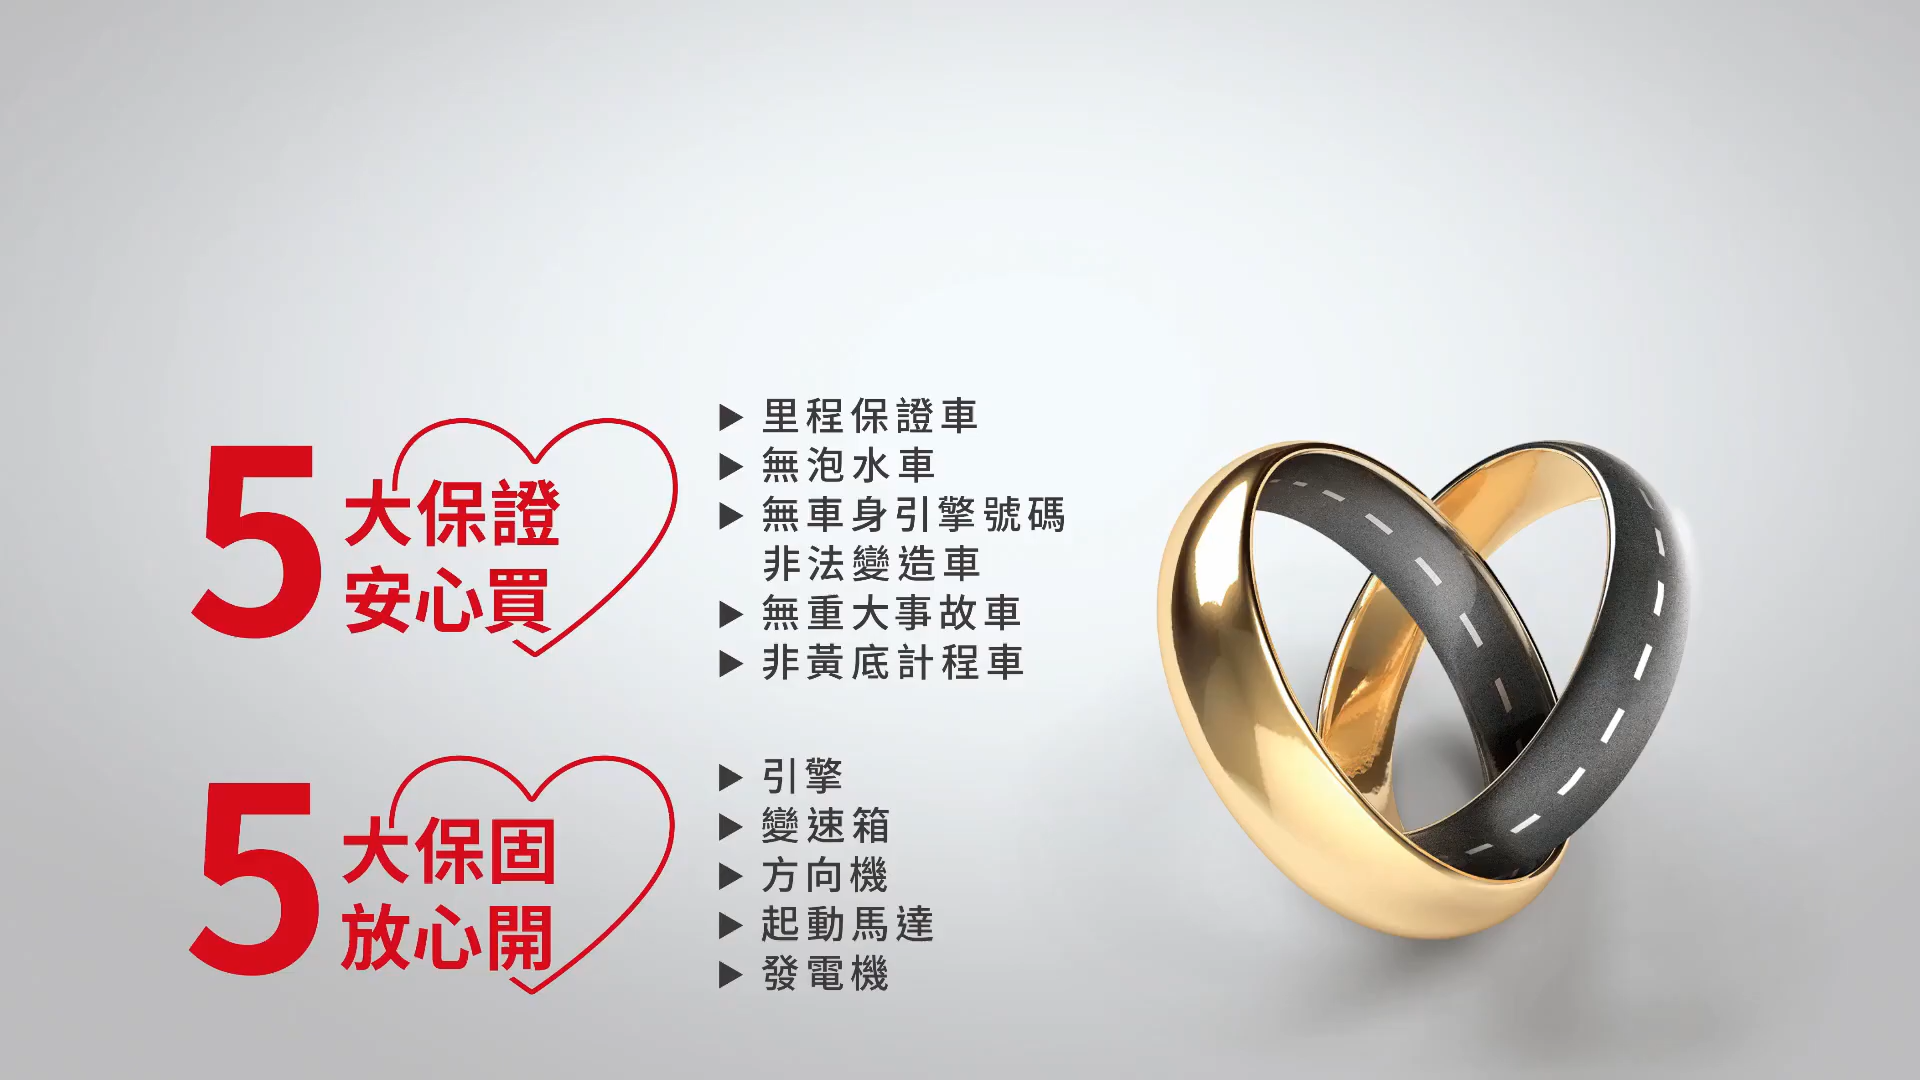 5大保證
安心買
▶ 里程保證車
▶ 無泡水車
▶ 無車身引擎號碼
非法變造車
▶ 無重大事故車
▶ 非黃底計程車
5大保固
放心開
▶ 引擎
▶ 變速箱
▶ 方向機
▶ 起動馬達
▶ 發電機